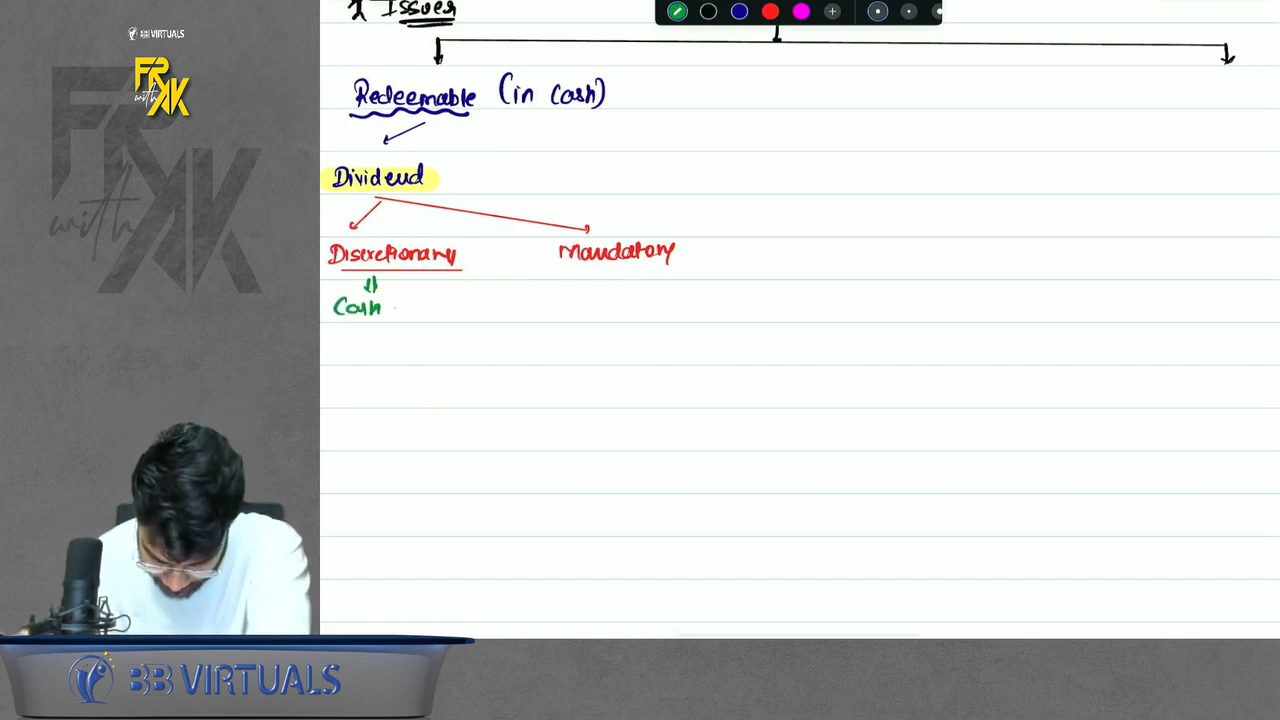 Issuer
BB VIRTUALS
FR
with
AK
Redeemable (in cash)
Dividend
Discretionary Mandatory
Cash
BB VIRTUALS